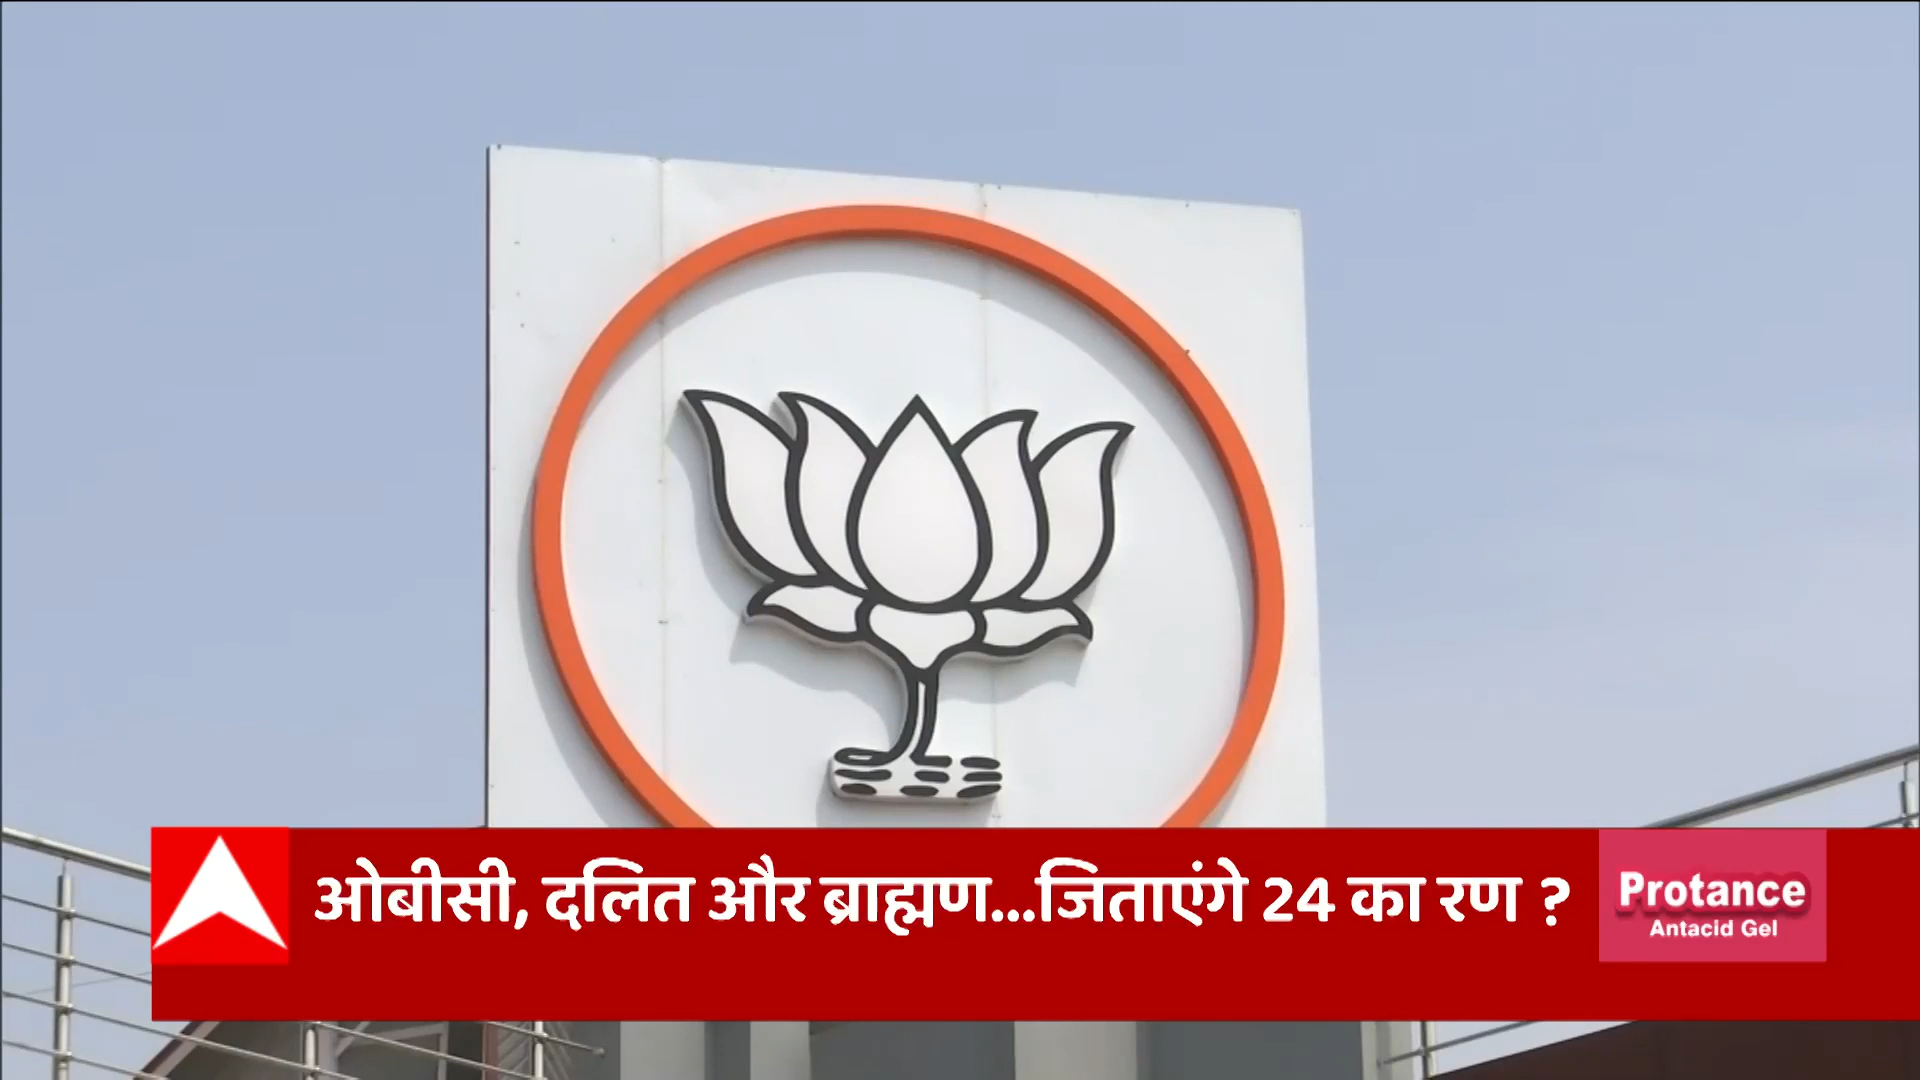 ओबीसी, दलित और ब्राह्मण...जिताएंगे 24 का रण ?
Protance
Antacid Gel